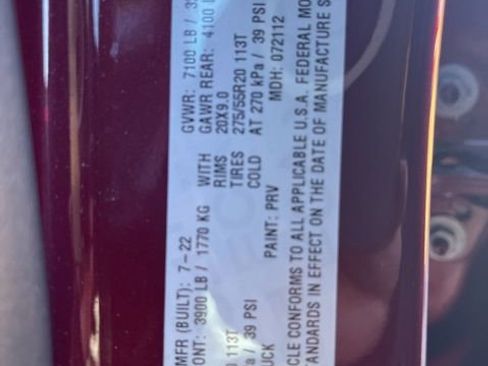 MFR (BUILT): 7-22 GVWR: 7100 LB /
ONT: 3900 LB / 1770 KG WITH GAWR REAR: 4100 L
RIMS 20X9.0
113T TIRES 275/55R20 113T
a / 39 PSI COLD AT 270 kPa / 39 PSI
UCK PAINT: PRV MDH: 072112
CLE CONFORMS TO ALL APPLICABLE U.S.A. FEDERAL MO
TANDARDS IN EFFECT ON THE DATE OF MANUFACTURE S